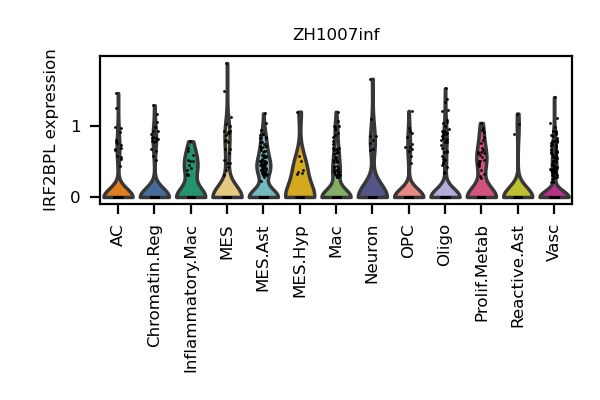 ZH1007inf
IRF2BPL expression
1
0
AC
Chromatin.Reg
Inflammatory.Mac
MES
MES.Ast
MES.Hyp
Mac
Neuron
OPC
Oligo
Prolif.Metab
Reactive.Ast
Vasc